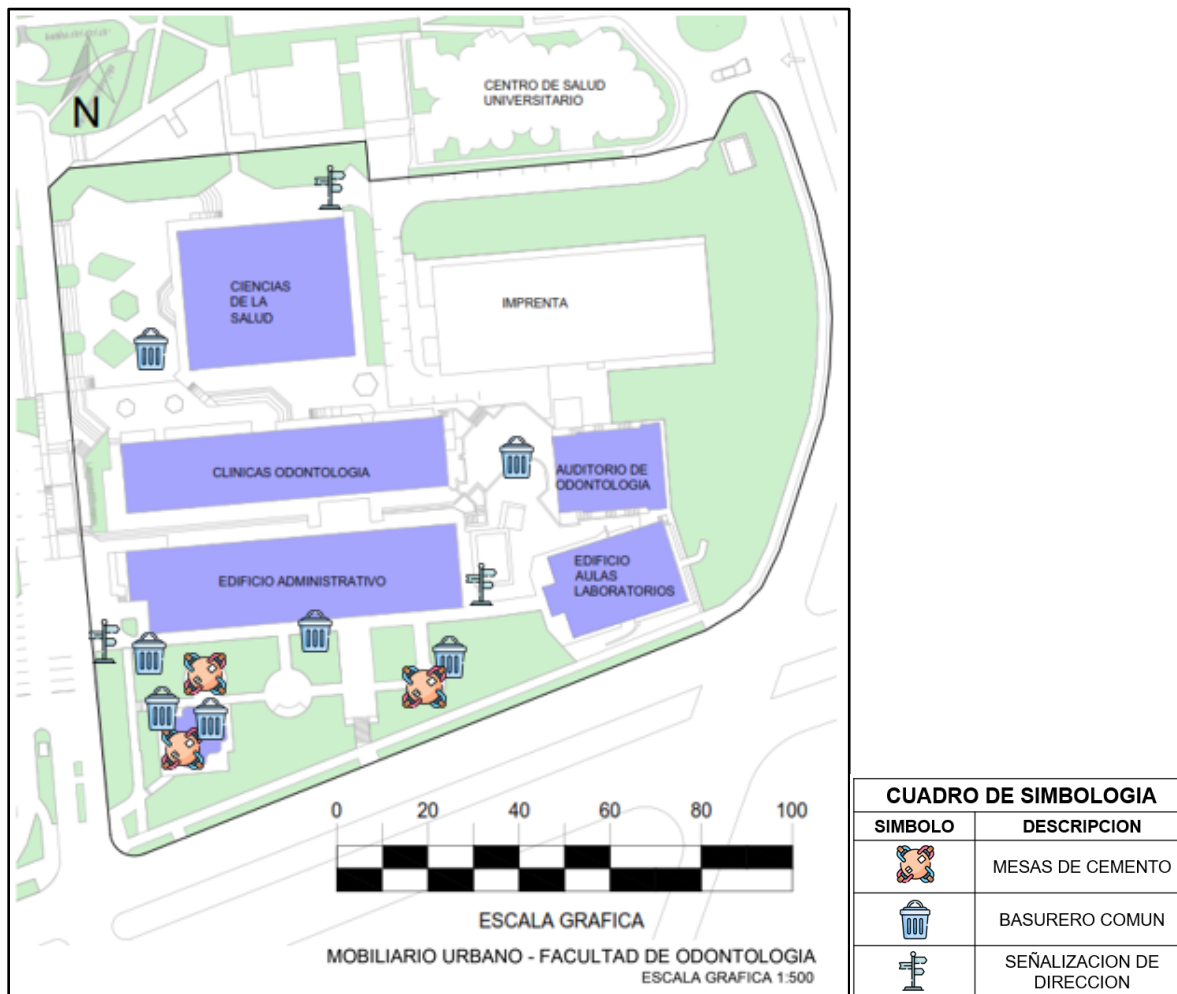 CENTRO DE SALUD
UNIVERSITARIO
N
CIENCIAS
DE LA
SALUD
IMPRENTA
CLINICAS ODONTOLOGIA
AUDITORIO DE
ODONTOLOGIA
EDIFICIO ADMINISTRATIVO
EDIFICIO
AULAS
LABORATORIOS
0 20 40 60 80 100
ESCALA GRAFICA
MOBILIARIO URBANO - FACULTAD DE ODONTOLOGIA
ESCALA GRAFICA 1:500
CUADRO DE SIMBOLOGIA
SIMBOLO DESCRIPCION
MESAS DE CEMENTO
BASURERO COMUN
SEÑALIZACION DE
DIRECCION